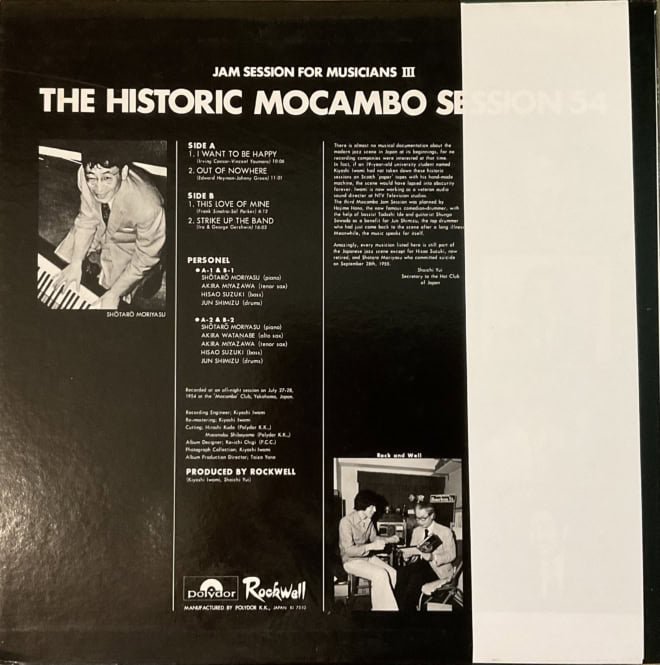 JAM SESSION FOR MUSICIANS III
THE HISTORIC MOCAMBO SESSION 54
SHŌTARŌ MORIYASU
SIDE A
1. I WANT TO BE HAPPY
(Irving Caesar-Vincent Youmans) 10:06
2. OUT OF NOWHERE
(Edward Heyman-Johnny Green) 11:01
SIDE B
1. THIS LOVE OF MINE
(Frank Sinatra-Sol Parker) 6:12
2. STRIKE UP THE BAND
(Ira & George Gershwin) 16:03
PERSONEL
●A-1 & B-1
SHŌTARŌ MORIYASU (piano)
AKIRA MIYAZAWA (tenor sax)
HISAO SUZUKI (bass)
JUN SHIMIZU (drums)
●A-2 & B-2
SHŌTARŌ MORIYASU (piano)
AKIRA WATANABE (alto sax)
AKIRA MIYAZAWA (tenor sax)
HISAO SUZUKI (bass)
JUN SHIMIZU (drums)
Recorded at an all-night session on July 27-28,
1954 at the 'Mocambo' Club, Yokohama, Japan.
Recording Engineer; Kiyoshi Iwami
Re-mastering; Kiyoshi Iwami
Cutting; Hiroshi Kudo (Polydor K.K.,)
Masanobu Shibayama (Polydor K.K.,)
Album Designer; Ke-ichi Chigi (P.C.C.)
Photograph Collection; Kiyoshi Iwami
Album Production Director; Taizo Yano
PRODUCED BY ROCKWELL
(Kiyoshi Iwami, Shoichi Yui)
polydor Rockwell
MANUFACTURED BY POLYDOR K.K., JAPAN
There is almost no musical documentation about the
modern jazz scene in Japan at its beginnings, for no
recording companies were interested at that time.
In fact, if an 19-year-old university student named
Kiyoshi Iwami had not taken down these historic
sessions on Scotch 'paper' tapes with his hand-made
machine, the scene would have lapsed into obscurity
forever. Iwami is now working as a veteran audio
sound director at NTV Television studios.
The third Mocambo Jam Session was planned by
Hajime Hana, the now famous comedian-drummer, with
the help of bassist Tadashi Ida and guitarist Shungo
Sawada as a benefit for Jun Shimizu, the top drummer
who had just come back to the scene after a long illness
Meanwhile, the music speaks for itself.
Amazingly, every musician listed here is still part of
the Japanese jazz scene except for Hisao Suzuki, now
retired, and Shotaro Moriyasu who committed suicide
on September 28th, 1955.
Shoichi Yui
Secretary to the Hot Club
of Japan
Rock and Well